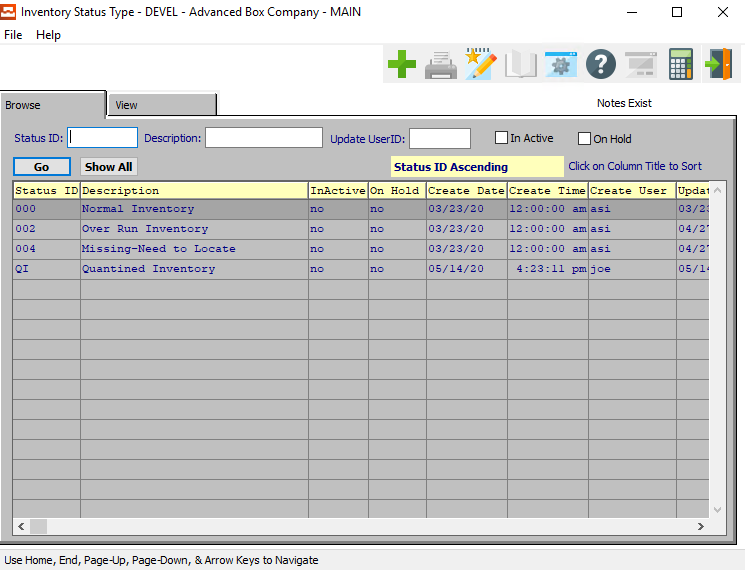 Inventory Status Type - DEVEL - Advanced Box Company - MAIN
File Help
Browse View Notes Exist
Status ID: Description: Update UserID: In Active On Hold
Go Show All Status ID Ascending Click on Column Title to Sort
Status ID Description InActive On Hold Create Date Create Time Create User Updat
000 Normal Inventory no no 03/23/20 12:00:00 am asi 03/23
002 Over Run Inventory no no 03/23/20 12:00:00 am asi 04/27
004 Missing-Need to Locate no no 03/23/20 12:00:00 am asi 04/27
QI Quantined Inventory no no 05/14/20 4:23:11 pm joe 05/14
Use Home, End, Page-Up, Page-Down, & Arrow Keys to Navigate